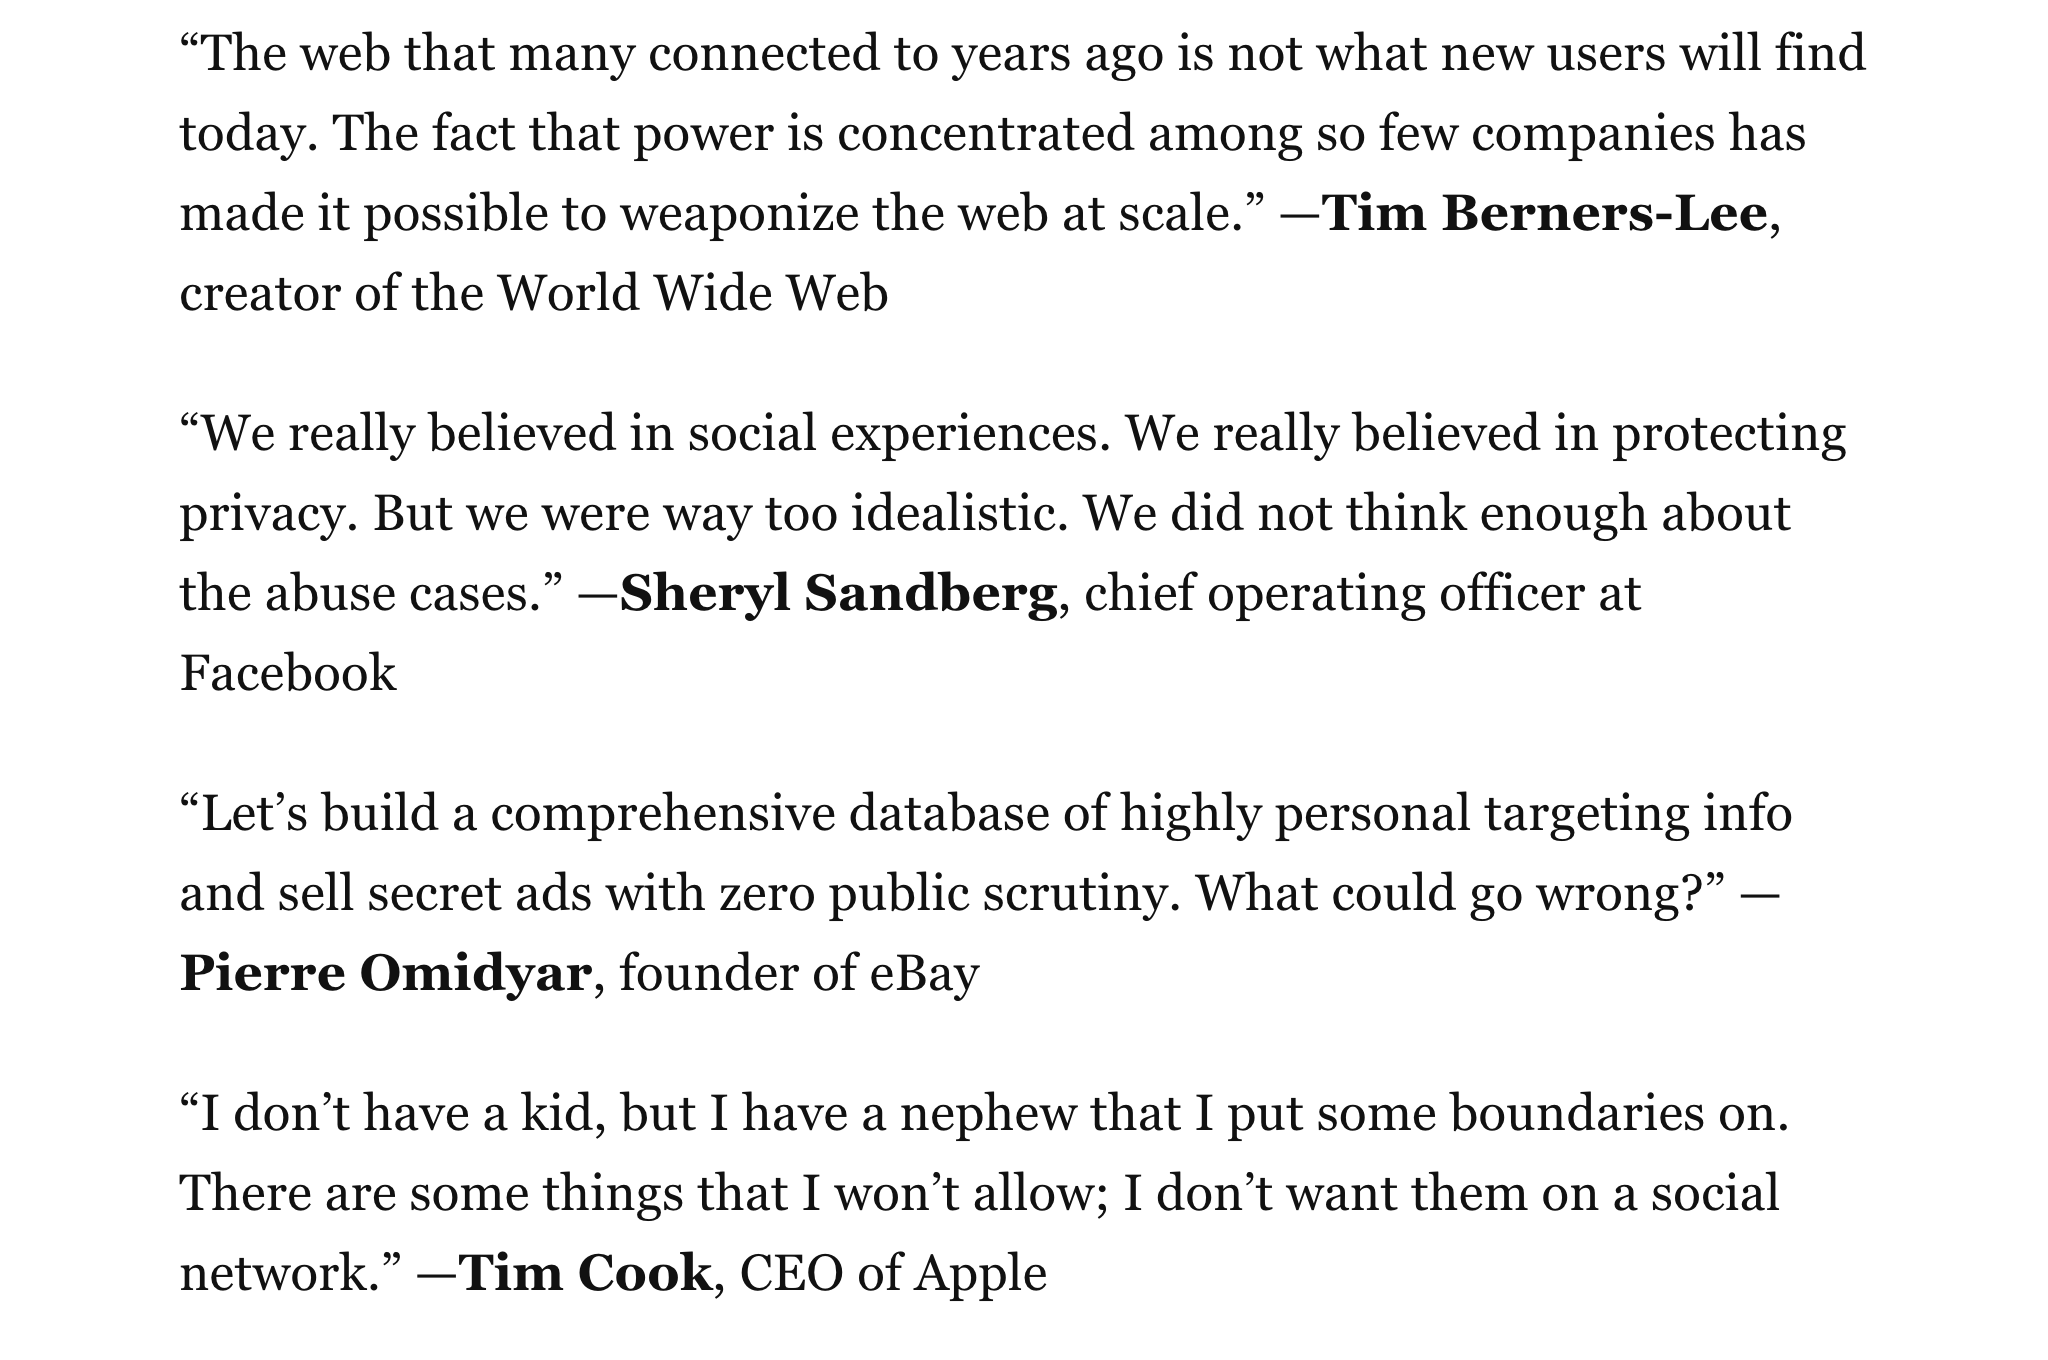 “The web that many connected to years ago is not what new users will find
today. The fact that power is concentrated among so few companies has
made it possible to weaponize the web at scale.” —Tim Berners-Lee,
creator of the World Wide Web
“We really believed in social experiences. We really believed in protecting
privacy. But we were way too idealistic. We did not think enough about
the abuse cases.” —Sheryl Sandberg, chief operating officer at
Facebook
“Let’s build a comprehensive database of highly personal targeting info
and sell secret ads with zero public scrutiny. What could go wrong?” —
Pierre Omidyar, founder of eBay
“I don’t have a kid, but I have a nephew that I put some boundaries on.
There are some things that I won’t allow; I don’t want them on a social
network.” —Tim Cook, CEO of Apple